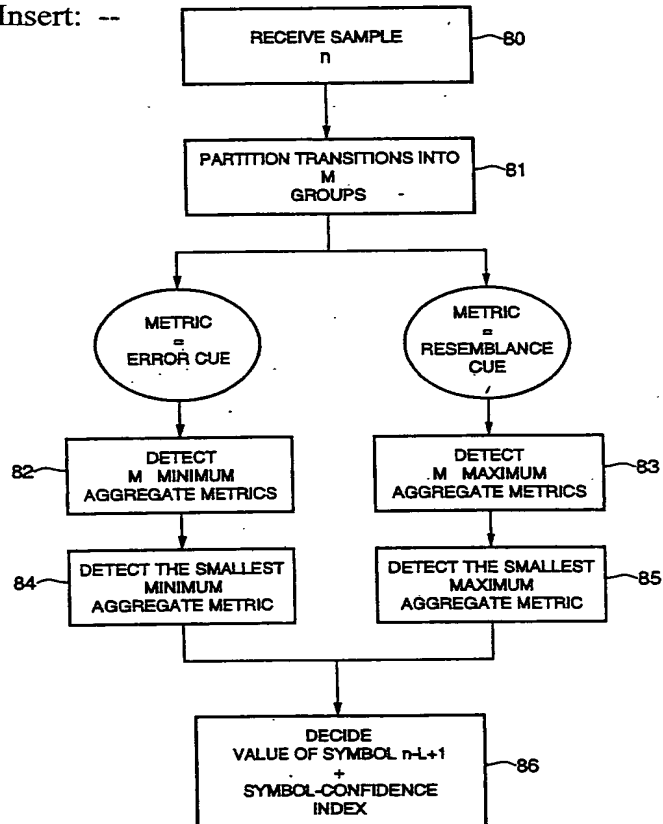 Insert: --
RECEIVE SAMPLE
n
80
PARTITION TRANSITIONS INTO
M
GROUPS
81
METRIC
=
ERROR CUE
METRIC
=
RESEMBLANCE
CUE
82
DETECT
M MINIMUM
AGGREGATE METRICS
DETECT
M MAXIMUM
AGGREGATE METRICS
83
84
DETECT THE SMALLEST
MINIMUM
AGGREGATE METRIC
DETECT THE SMALLEST
MAXIMUM
AGGREGATE METRIC
85
DECIDE
VALUE OF SYMBOL n-L+1
+
SYMBOL-CONFIDENCE
INDEX
86